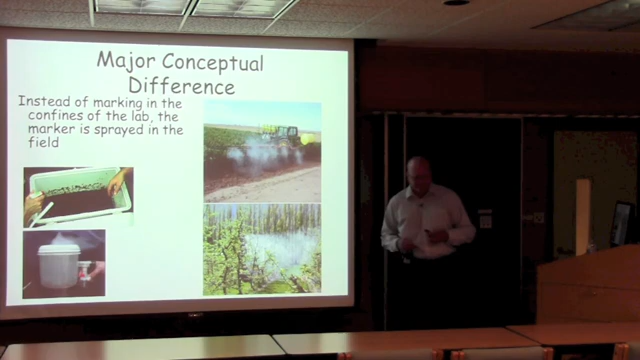 Major Conceptual
Difference
Instead of marking in the
confines of the lab, the
marker is sprayed in the
field